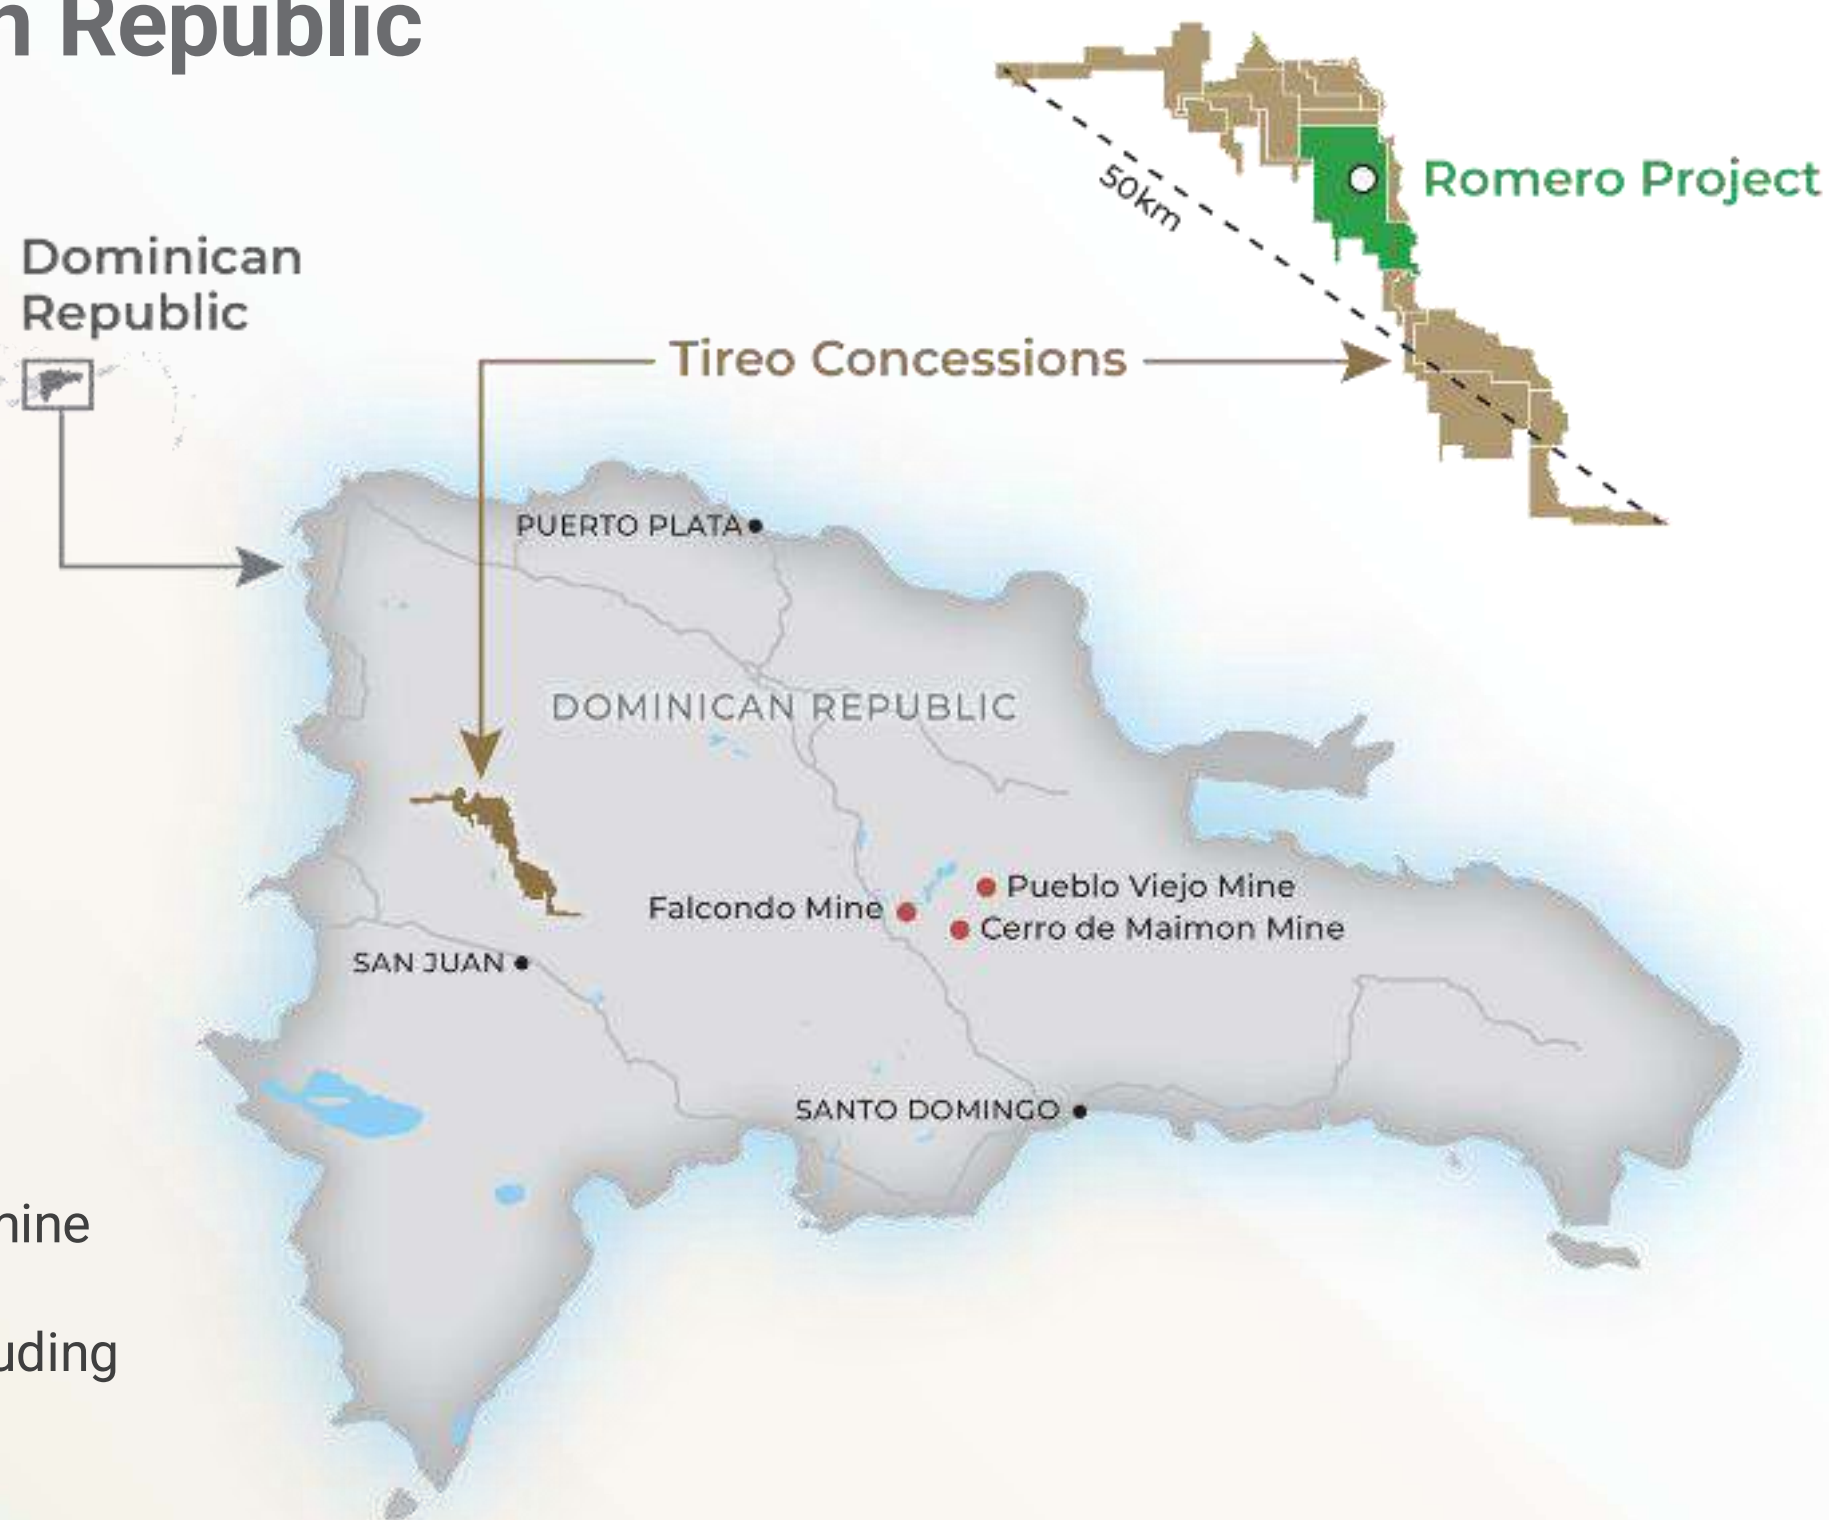 n Republic
Romero Project
50km
Dominican
Republic
Tireo Concessions
PUERTO PLATA
DOMINICAN REPUBLIC
Pueblo Viejo Mine
Falcondo Mine
Cerro de Maimon Mine
SAN JUAN
SANTO DOMINGO
nine
uding